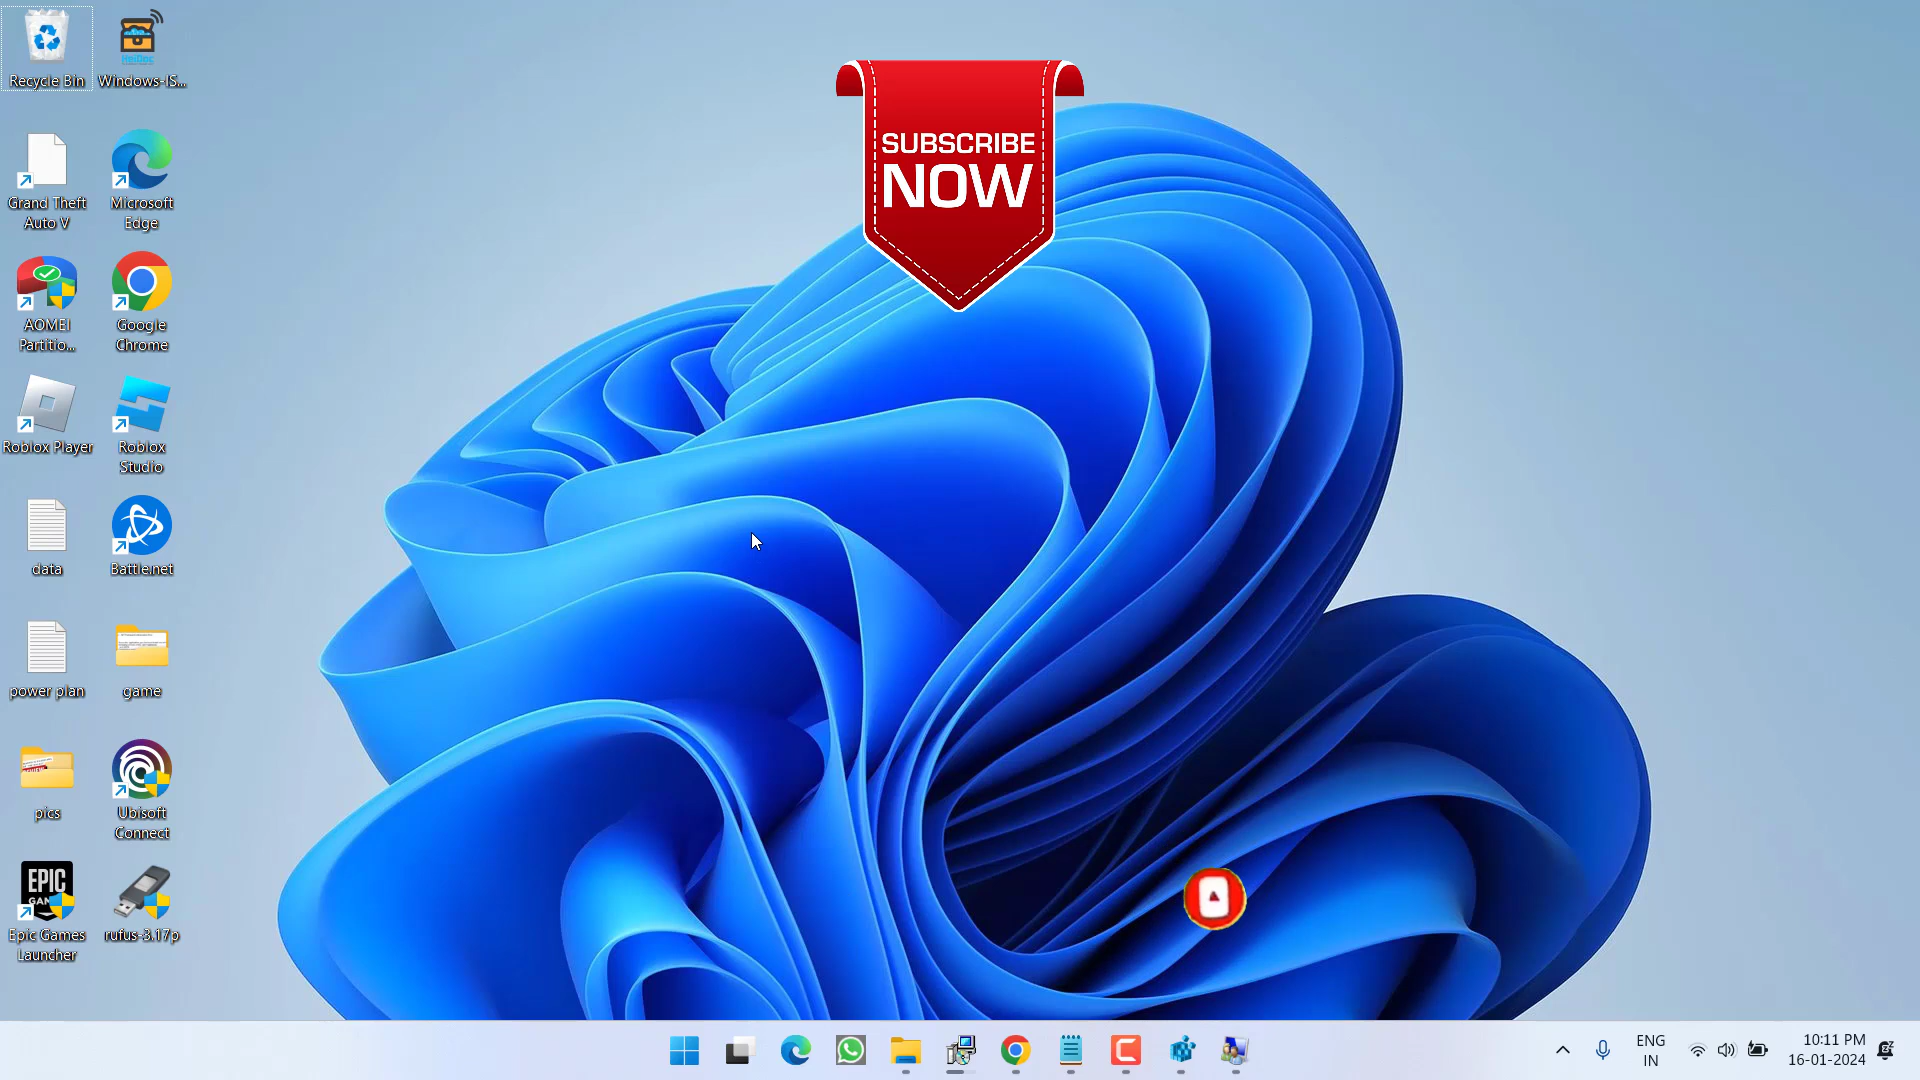 Recycle Bin
Windows-IS...
Grand Theft
Auto V
Microsoft
Edge
AOMEI
Partitio...
Google
Chrome
Roblox Player
Roblox
Studio
data
Battle.net
power plan
game
pics
Ubisoft
Connect
EPIC
Epic Games
Launcher
rufus-3.17p
SUBSCRIBE
NOW
ENG
IN
10:11 PM
16-01-2024